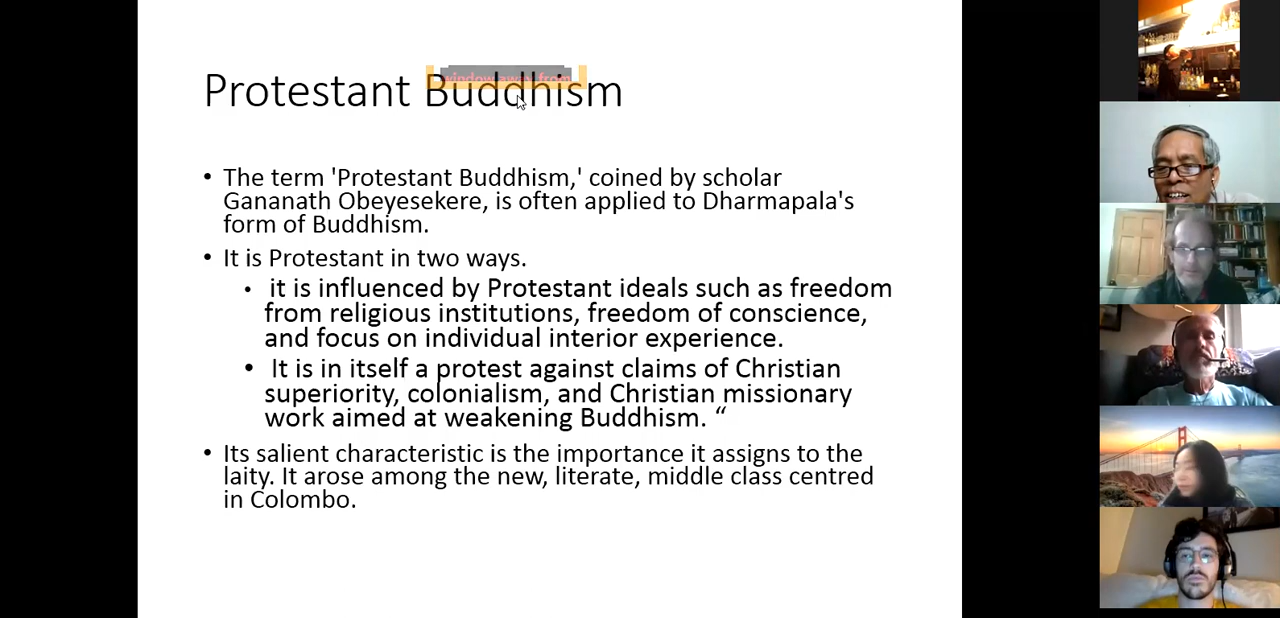 window away from
Protestant Buddhism
• The term 'Protestant Buddhism,' coined by scholar
Gananath Obeyesekere, is often applied to Dharmapala's
form of Buddhism.
• It is Protestant in two ways.
• it is influenced by Protestant ideals such as freedom
from religious institutions, freedom of conscience,
and focus on individual interior experience.
• It is in itself a protest against claims of Christian
superiority, colonialism, and Christian missionary
work aimed at weakening Buddhism. “
• Its salient characteristic is the importance it assigns to the
laity. It arose among the new, literate, middle class centred
in Colombo.